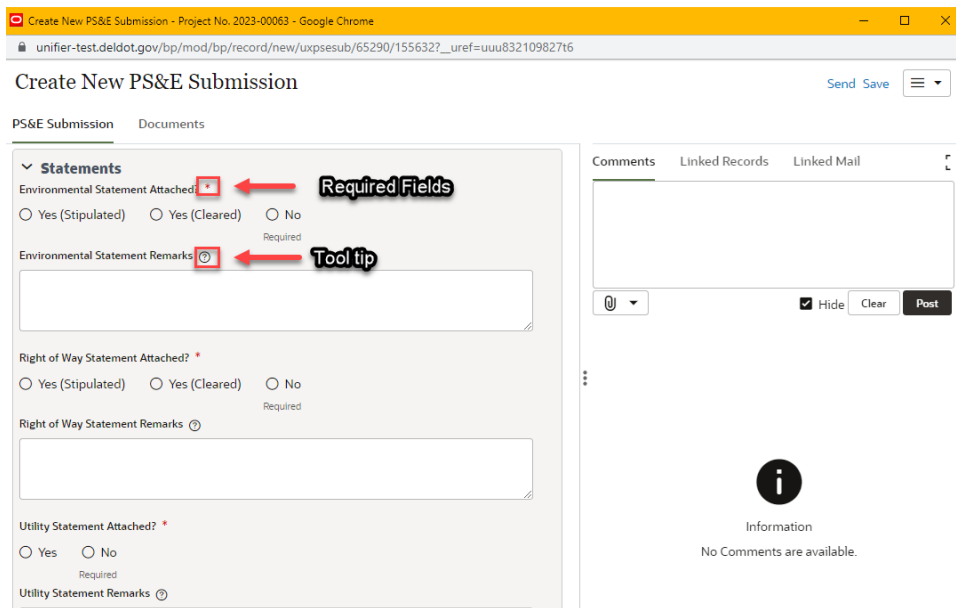 Create New PS&E Submission - Project No. 2023-00063 - Google Chrome
unifier-test.deldot.gov/bp/mod/bp/record/new/uxpsesub/65290/155632?__uref=uuu832109827t6
Create New PS&E Submission
Send Save
PS&E Submission Documents
Statements
Environmental Statement Attached? *
Required Fields
Yes (Stipulated) Yes (Cleared) No
Required
Environmental Statement Remarks ?
Tool tip
Right of Way Statement Attached? *
Yes (Stipulated) Yes (Cleared) No
Required
Right of Way Statement Remarks ?
Utility Statement Attached? *
Yes No
Required
Utility Statement Remarks ?
Comments Linked Records Linked Mail
Hide Clear Post
Information
No Comments are available.